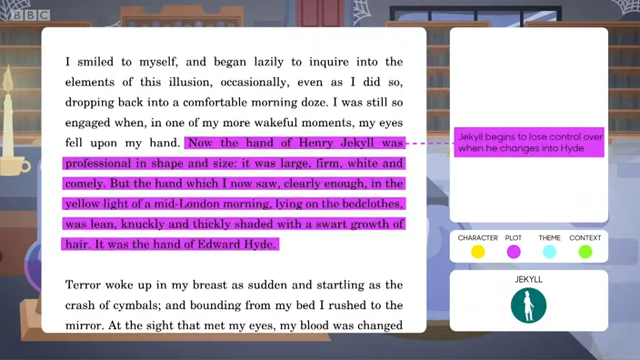 BBC
I smiled to myself, and began lazily to inquire into the
elements of this illusion, occasionally, even as I did so,
dropping back into a comfortable morning doze. I was still so
engaged when, in one of my more wakeful moments, my eyes
fell upon my hand. Now the hand of Henry Jekyll was
professional in shape and size: it was large, firm, white and
comely. But the hand which I now saw, clearly enough, in the
yellow light of a mid-London morning, lying on the bedclothes,
was lean, knuckly and thickly shaded with a swart growth of
hair. It was the hand of Edward Hyde.
Terror woke up in my breast as sudden and startling as the
crash of cymbals; and bounding from my bed I rushed to the
mirror. At the sight that met my eyes, my blood was changed
Jekyll begins to lose control over
when he changes into Hyde
CHARACTER PLOT THEME CONTEXT
JEKYLL